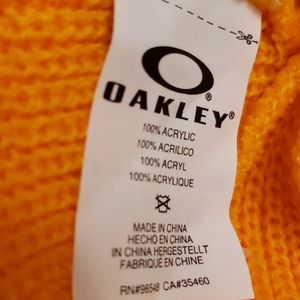 OAKLEY®
100% ACRYLIC
100% ACRILICO
100% ACRYL
100% ACRYLIQUE
MADE IN CHINA
HECHO EN CHINA
IN CHINA HERGESTELLT
FABRIQUE EN CHINE
RN#96548 CA#35460